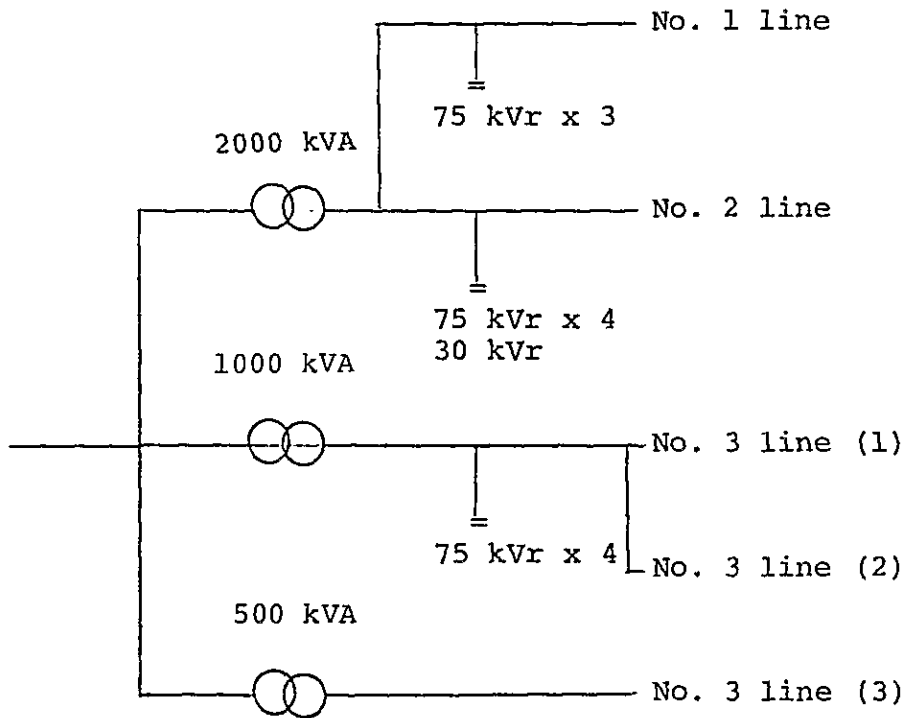 No. 1 line
75 kVr x 3
2000 kVA
No. 2 line
75 kVr x 4
30 kVr
1000 kVA
No. 3 line (1)
75 kVr x 4
No. 3 line (2)
500 kVA
No. 3 line (3)